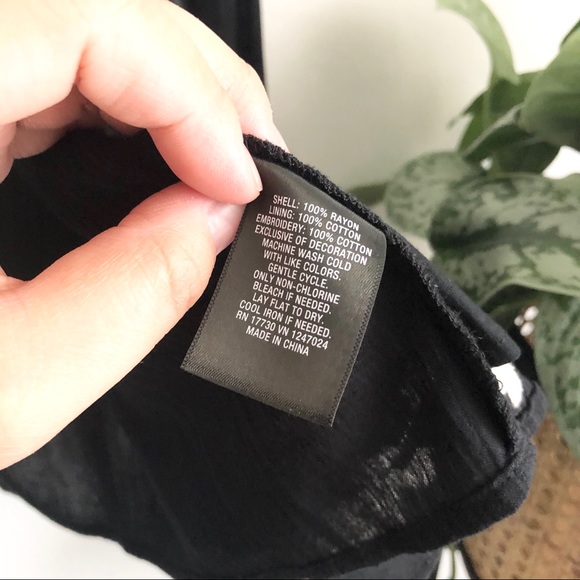 SHELL: 100% RAYON
LINING: 100% COTTON
EMBROIDERY: 100% COTTON
EXCLUSIVE OF DECORATION
MACHINE WASH COLD
WITH LIKE COLORS.
GENTLE CYCLE.
ONLY NON-CHLORINE
BLEACH IF NEEDED.
LAY FLAT TO DRY.
COOL IRON IF NEEDED.
RN 17730 VN 1247024
MADE IN CHINA